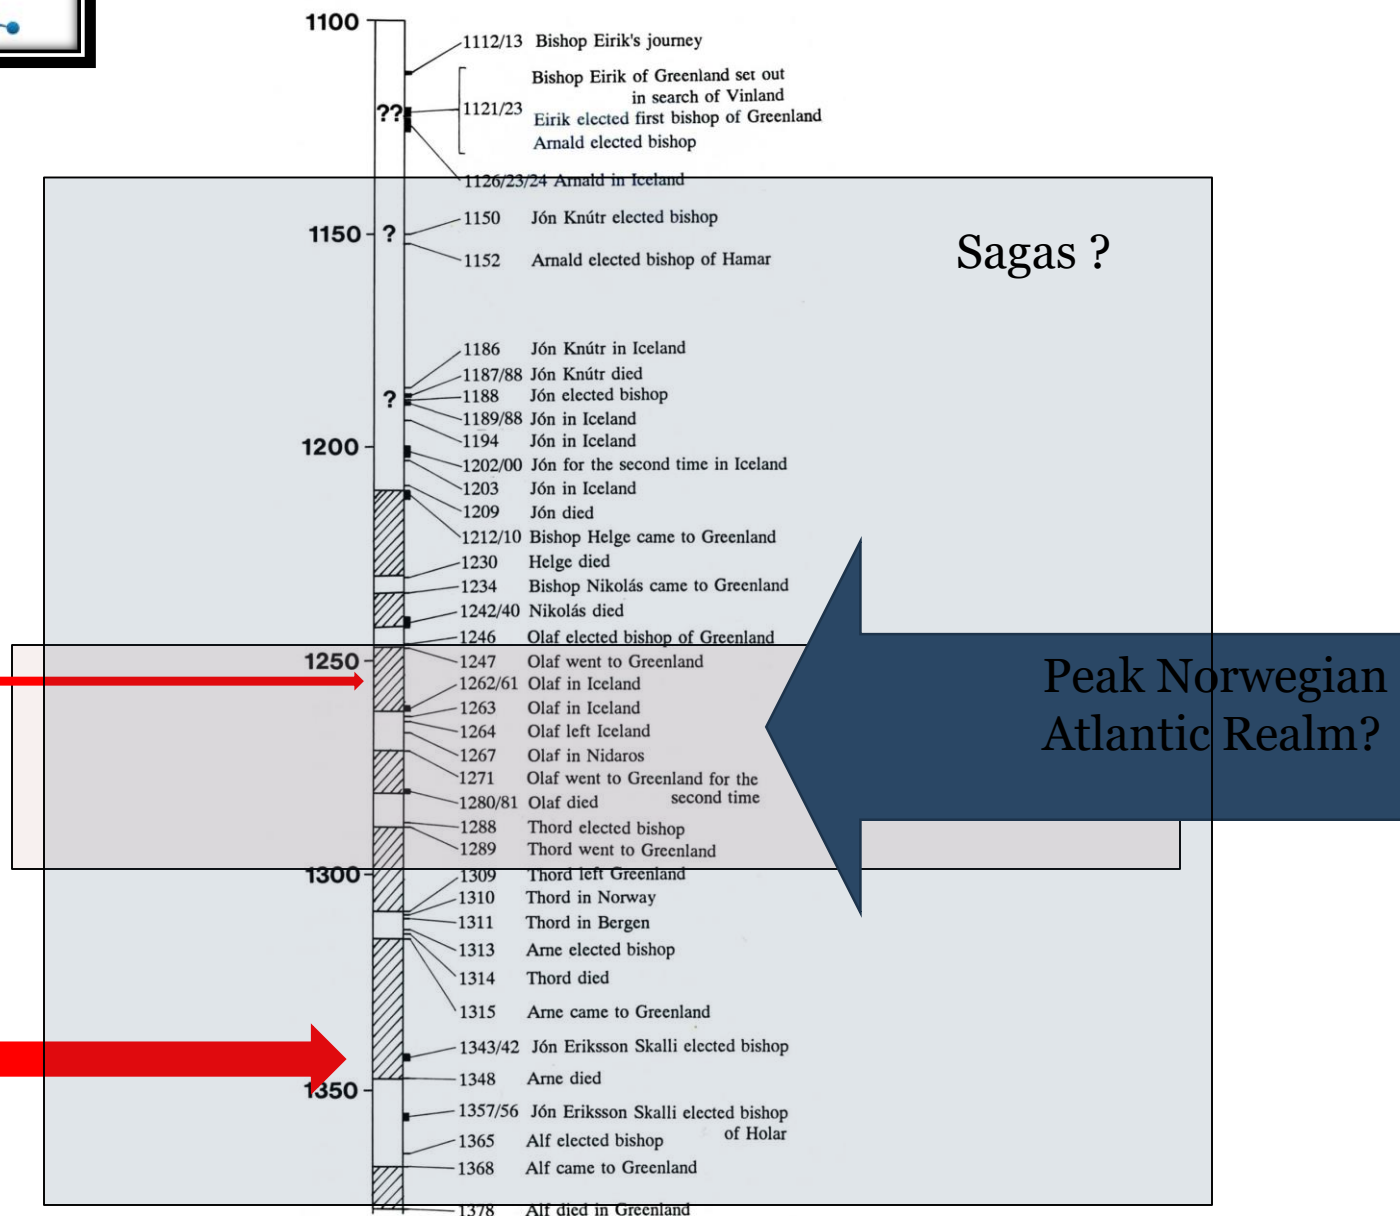 1100
1112/13 Bishop Eirik's journey
Bishop Eirik of Greenland set out
in search of Vinland
?? 1121/23
Eirik elected first bishop of Greenland
Arnald elected bishop
1126/23/24 Arnald in Iceland
1150 Jón Knútr elected bishop
1150 ?
Sagas ?
1152 Arnald elected bishop of Hamar
1186 Jón Knútr in Iceland
1187/88 Jón Knútr died
1188 Jón elected bishop
?
1189/88 Jón in Iceland
1194 Jón in Iceland
1200
1202/00 Jón for the second time in Iceland
1203 Jón in Iceland
1209 Jón died
1212/10 Bishop Helge came to Greenland
1230 Helge died
1234 Bishop Nikolás came to Greenland
1242/40 Nikolás died
1246 Olaf elected bishop of Greenland
1250
1247 Olaf went to Greenland
1262/61 Olaf in Iceland
1263 Olaf in Iceland
1264 Olaf left Iceland
1267 Olaf in Nidaros
1271 Olaf went to Greenland for the
second time
1280/81 Olaf died
Peak Norwegian
Atlantic Realm?
1288 Thord elected bishop
1289 Thord went to Greenland
1300
1309 Thord left Greenland
1310 Thord in Norway
1311 Thord in Bergen
1313 Arne elected bishop
1314 Thord died
1315 Arne came to Greenland
1343/42 Jón Eriksson Skalli elected bishop
1348 Arne died
1350
1357/56 Jón Eriksson Skalli elected bishop
of Holar
1365 Alf elected bishop
1368 Alf came to Greenland
1378 Alf died in Greenland